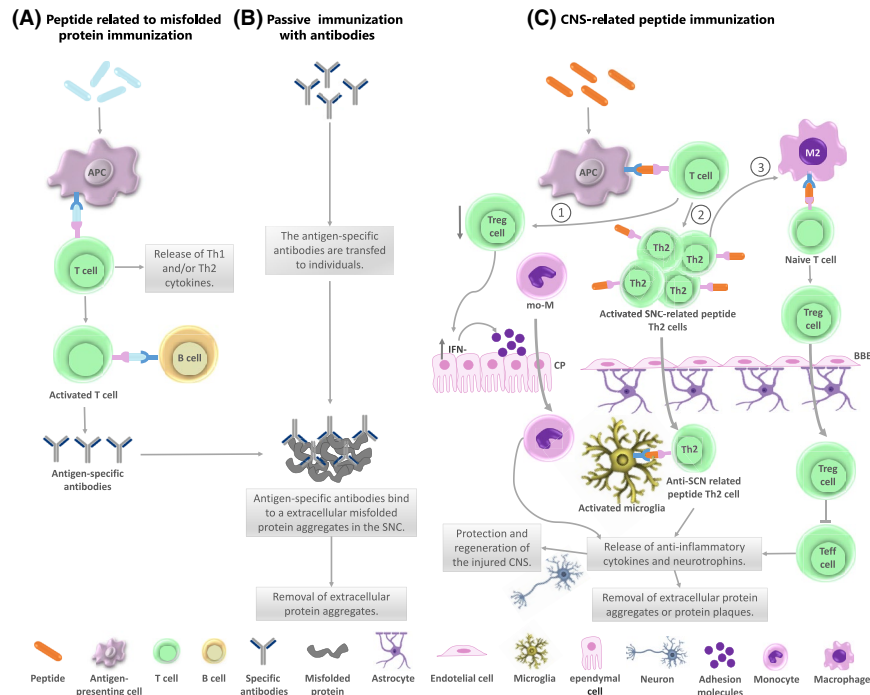 (A) Peptide related to misfolded
protein immunization
APC
T cell
Release of Th1
and/or Th2
cytokines.
B cell
Activated T cell
Antigen-specific
antibodies
(B) Passive immunization
with antibodies
The antigen-specific
antibodies are transfed
to individuals.
Antigen-specific antibodies bind
to a extracellular misfolded
protein aggregates in the SNC.
Removal of extracellular
protein aggregates.
(C) CNS-related peptide immunization
APC
T cell
1
2
3
M2
Naive T cell
Treg
cell
Th2
Th2
Th2
Th2
Activated SNC-related peptide
Th2 cells
mo-M
IFN-
CP
Treg
cell
BBB
Th2
Anti-SCN related
peptide Th2 cell
Activated microglia
Treg
cell
Teff
cell
Protection and
regeneration of
the injured CNS.
Release of anti-inflammatory
cytokines and neurotrophins.
Removal of extracellular protein
aggregates or protein plaques.
Peptide
Antigen-
presenting cell
T cell
B cell
Specific
antibodies
Misfolded
protein
Astrocyte
Endotelial cell
Microglia
ependymal
cell
Neuron
Adhesion
molecules
Monocyte
Macrophage